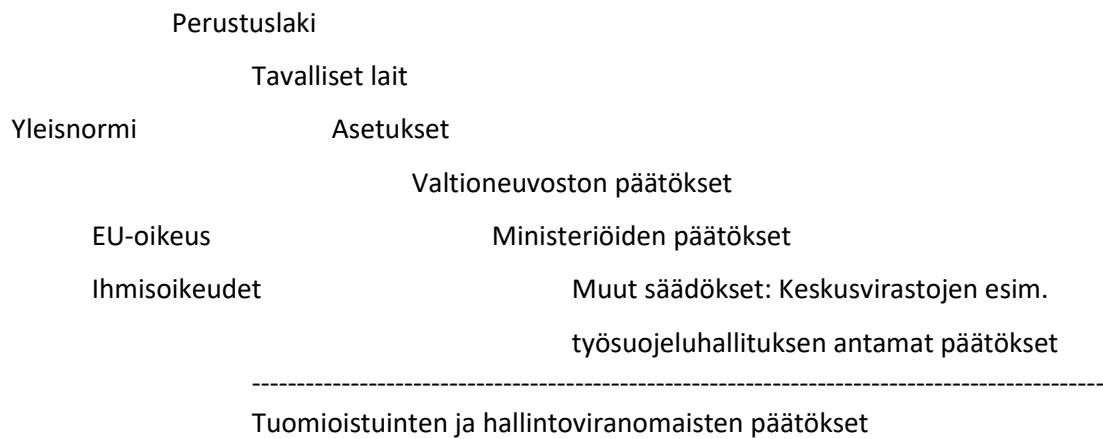 Perustuslaki
Tavalliset lait
Yleisnormi Asetukset
Valtioneuvoston päätökset
EU-oikeus Ministeriöiden päätökset
Ihmisoikeudet Muut säädökset: Keskusvirastojen esim.
työsuojeluhallituksen antamat päätökset
-----------------------------------------------------------------------------------------------
Tuomioistuinten ja hallintoviranomaisten päätökset